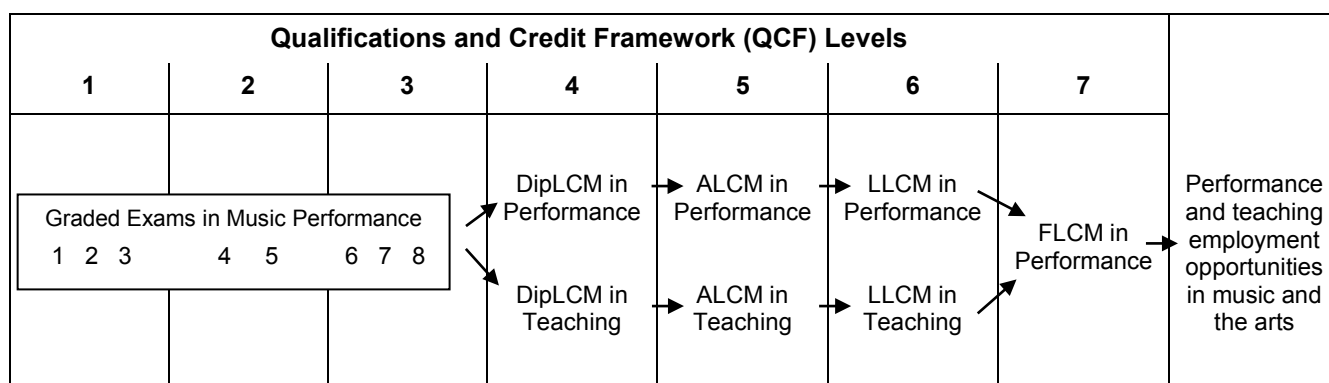 Qualifications and Credit Framework (QCF) Levels
1 2 3 4 5 6 7
Graded Exams in Music Performance
1 2 3 4 5 6 7 8
DipLCM in
Performance
ALCM in
Performance
LLCM in
Performance
DipLCM in
Teaching
ALCM in
Teaching
LLCM in
Teaching
FLCM in
Performance
Performance
and teaching
employment
opportunities
in music and
the arts